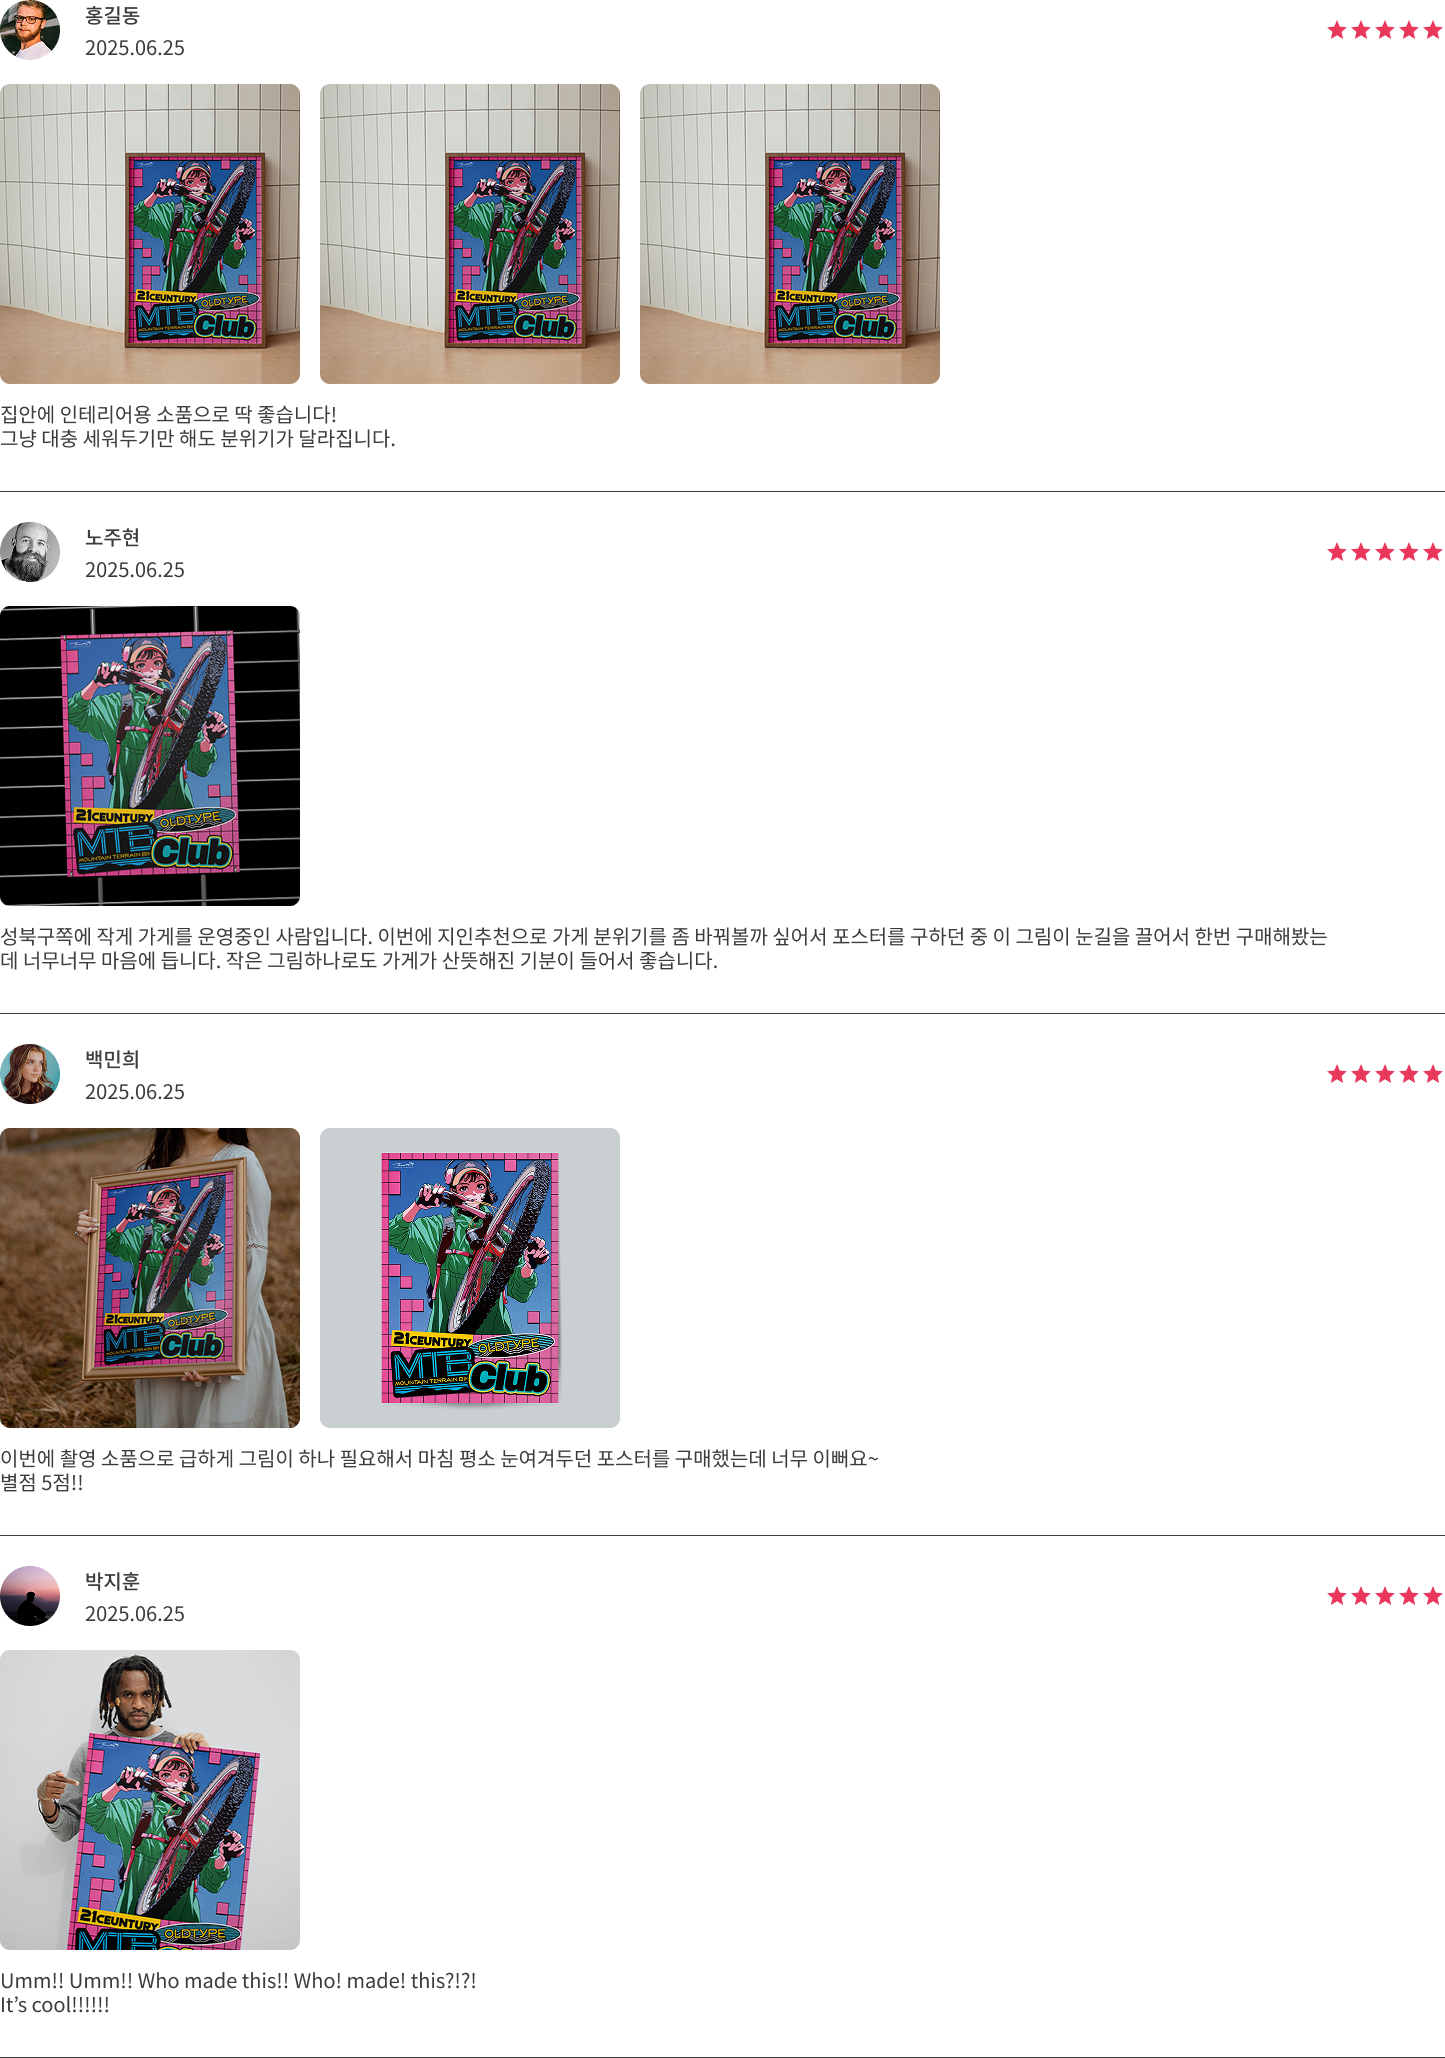 홍길동
2025.06.25
21CEUNTURY
OLDTYPE
MTB
MOUNTAIN TERRAIN BI
Club
21CEUNTURY
OLDTYPE
MTB
MOUNTAIN TERRAIN BI
Club
21CEUNTURY
OLDTYPE
MTB
MOUNTAIN TERRAIN BI
Club
집안에 인테리어용 소품으로 딱 좋습니다!
그냥 대충 세워두기만 해도 분위기가 달라집니다.
노주현
2025.06.25
21CEUNTURY
OLDTYPE
MTB
MOUNTAIN TERRAIN BI
Club
성북구쪽에 작게 가게를 운영중인 사람입니다. 이번에 지인추천으로 가게 분위기를 좀 바꿔볼까 싶어서 포스터를 구하던 중 이 그림이 눈길을 끌어서 한번 구매해봤는
데 너무너무 마음에 듭니다. 작은 그림하나로도 가게가 산뜻해진 기분이 들어서 좋습니다.
백민희
2025.06.25
21CEUNTURY
OLDTYPE
MTB
MOUNTAIN TERRAIN BI
Club
21CEUNTURY
OLDTYPE
MTB
MOUNTAIN TERRAIN BI
Club
이번에 촬영 소품으로 급하게 그림이 하나 필요해서 마침 평소 눈여겨두던 포스터를 구매했는데 너무 이뻐요~
별점 5점!!
박지훈
2025.06.25
21CEUNTURY
OLDTYPE
MTB
Umm!! Umm!! Who made this!! Who! made! this?!?!
It’s cool!!!!!!